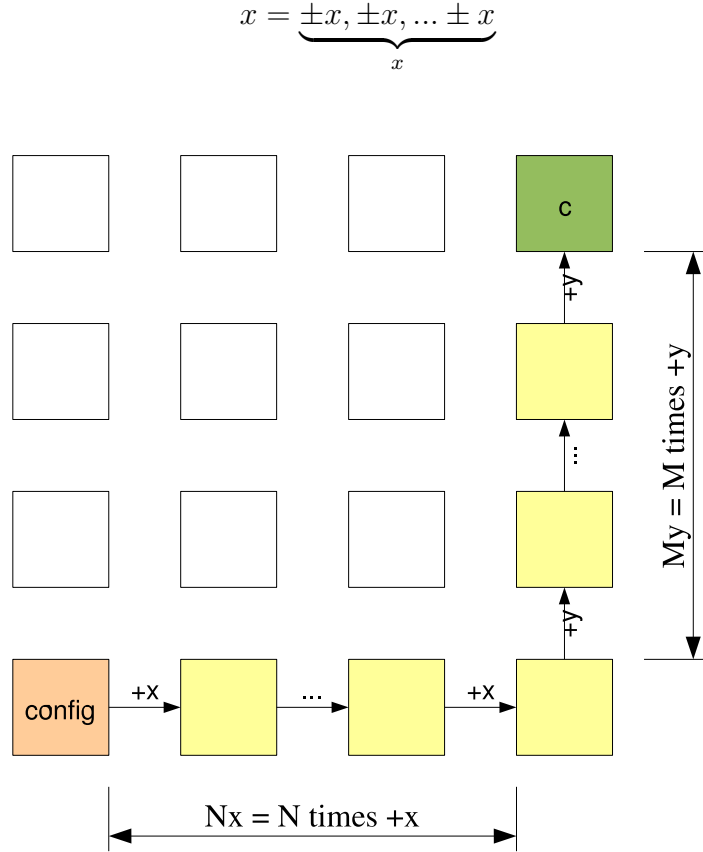 x = ±x, ±x, ... ± x
x
c
+y
...
My = M times +y
+y
config
+x
...
+x
Nx = N times +x